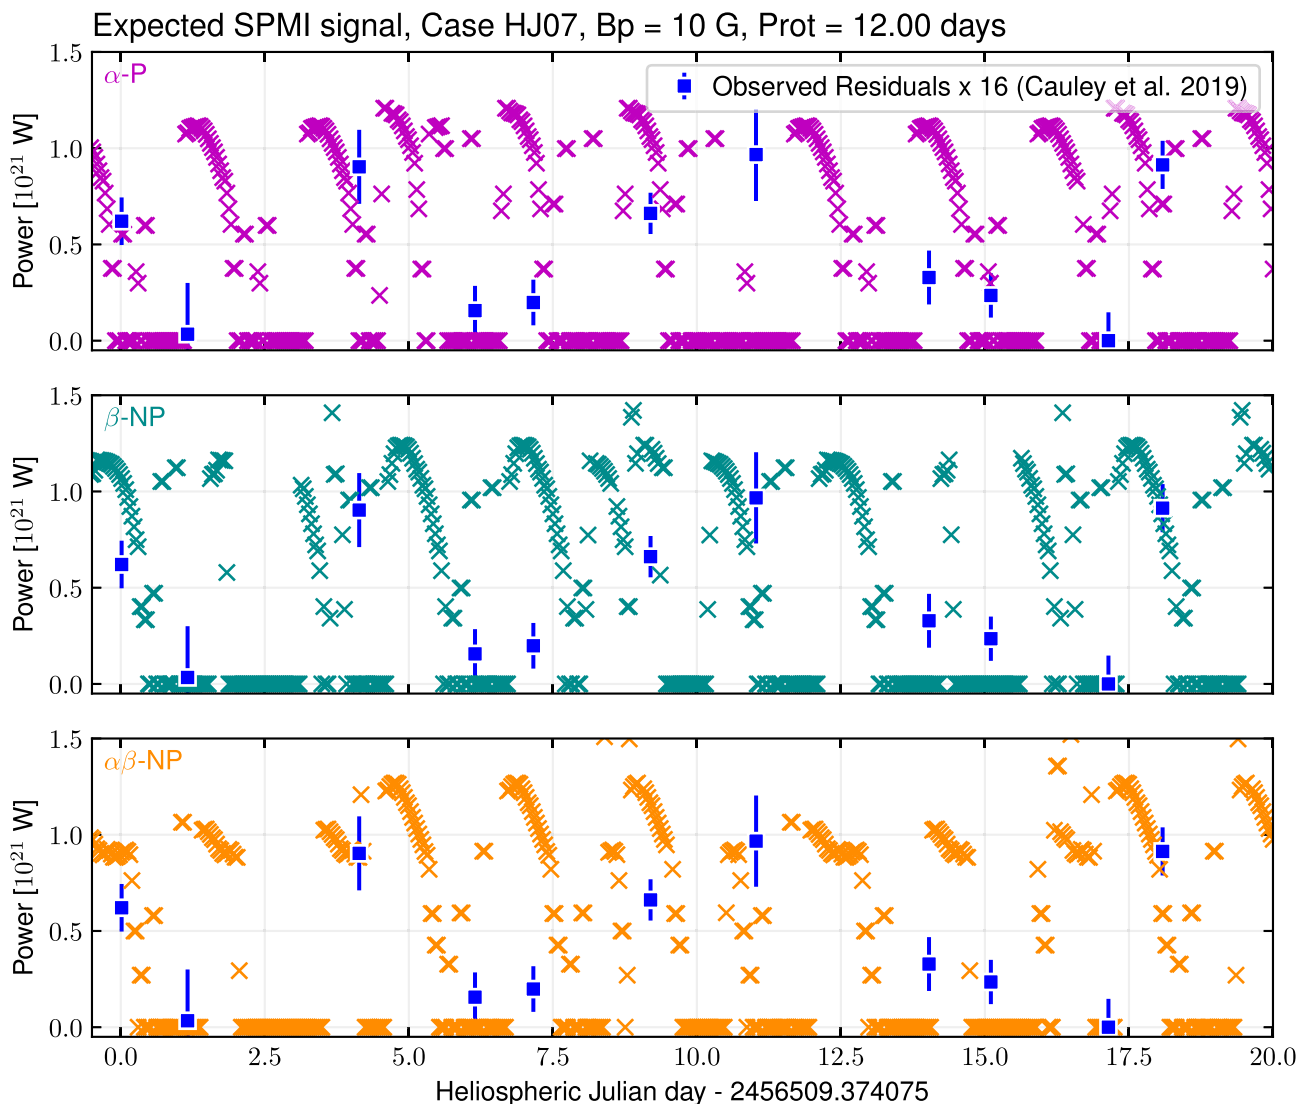 Expected SPMI signal, Case HJ07, Bp = 10 G, Prot = 12.00 days
1.5
α-P
Observed Residuals x 16 (Cauley et al. 2019)
1.0
0.5
0.0
Power [10²¹ W]
1.5
β-NP
1.0
0.5
0.0
Power [10²¹ W]
1.5
αβ-NP
1.0
0.5
0.0
Power [10²¹ W]
0.0 2.5 5.0 7.5 10.0 12.5 15.0 17.5 20.0
Heliospheric Julian day - 2456509.374075